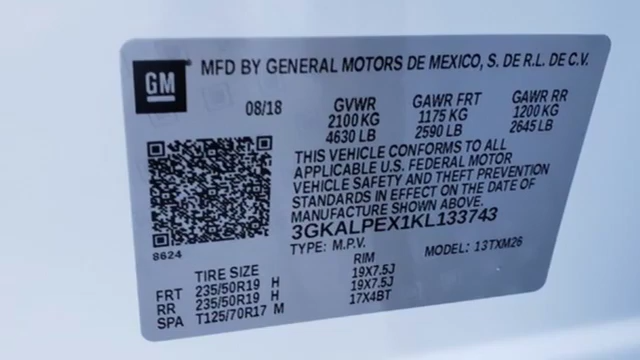 GM MFD BY GENERAL MOTORS DE MEXICO, S. DE R.L. DE C.V.
08/18 GVWR GAWR FRT GAWR RR
2100 KG 1175 KG 1200 KG
4630 LB 2590 LB 2645 LB
THIS VEHICLE CONFORMS TO ALL
APPLICABLE U.S. FEDERAL MOTOR
VEHICLE SAFETY AND THEFT PREVENTION
STANDARDS IN EFFECT ON THE DATE OF
MANUFACTURE SHOWN ABOVE.
3GKALPEX1KL133743
TYPE: M.P.V. MODEL: 13TXM26
8624
TIRE SIZE RIM
FRT 235/50R19 H 19X7.5J
RR 235/50R19 H 19X7.5J
SPA T125/70R17 M 17X4BT